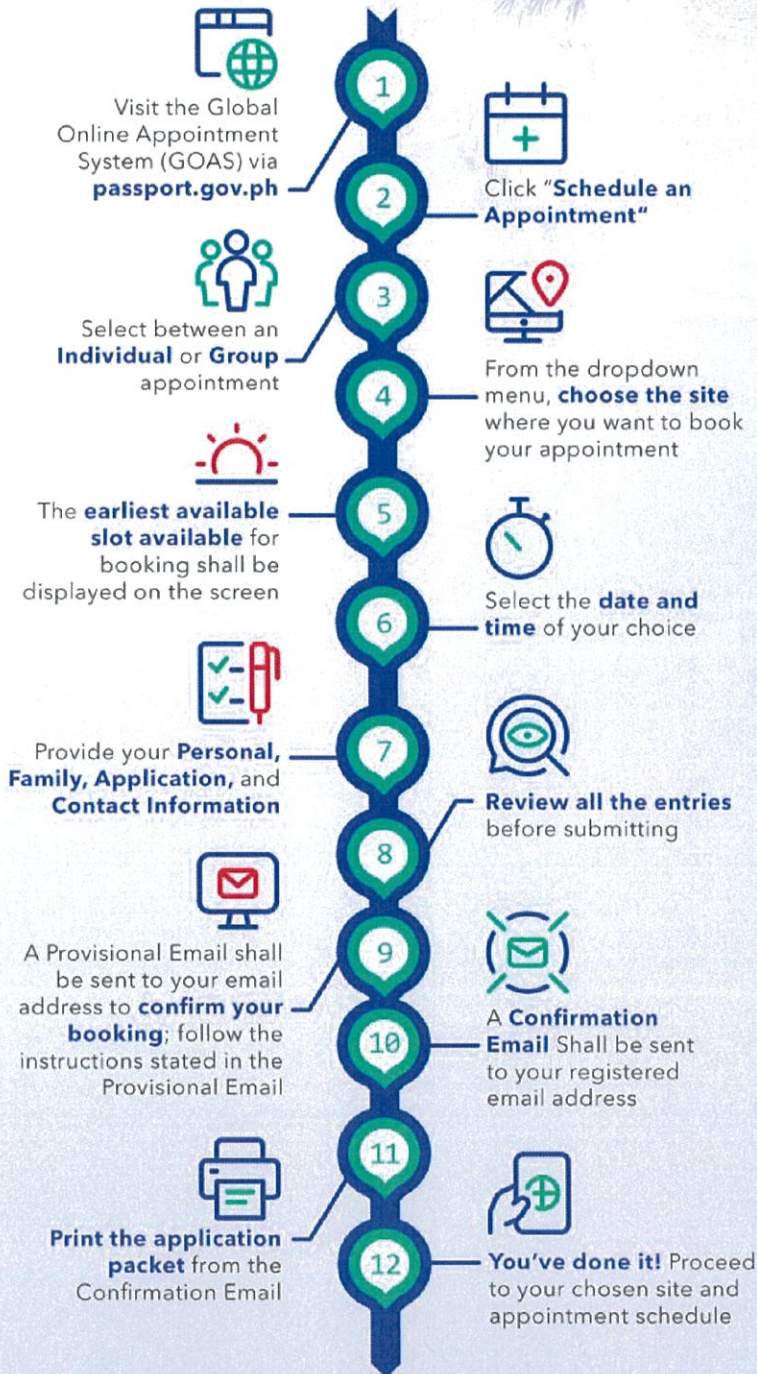 1
Visit the Global
Online Appointment
System (GOAS) via
passport.gov.ph
2
Click "Schedule an
Appointment"
3
Select between an
Individual or Group
appointment
4
From the dropdown
menu, choose the site
where you want to book
your appointment
5
The earliest available
slot available for
booking shall be
displayed on the screen
6
Select the date and
time of your choice
7
Provide your Personal,
Family, Application, and
Contact Information
8
Review all the entries
before submitting
9
A Provisional Email shall
be sent to your email
address to confirm your
booking; follow the
instructions stated in the
Provisional Email
10
A Confirmation
Email Shall be sent
to your registered
email address
11
Print the application
packet from the
Confirmation Email
12
You've done it! Proceed
to your chosen site and
appointment schedule